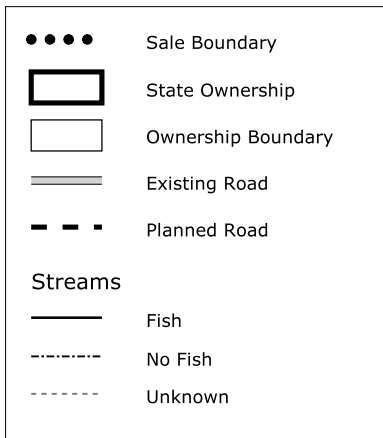 Sale Boundary
State Ownership
Ownership Boundary
Existing Road
Planned Road
Streams
Fish
No Fish
Unknown